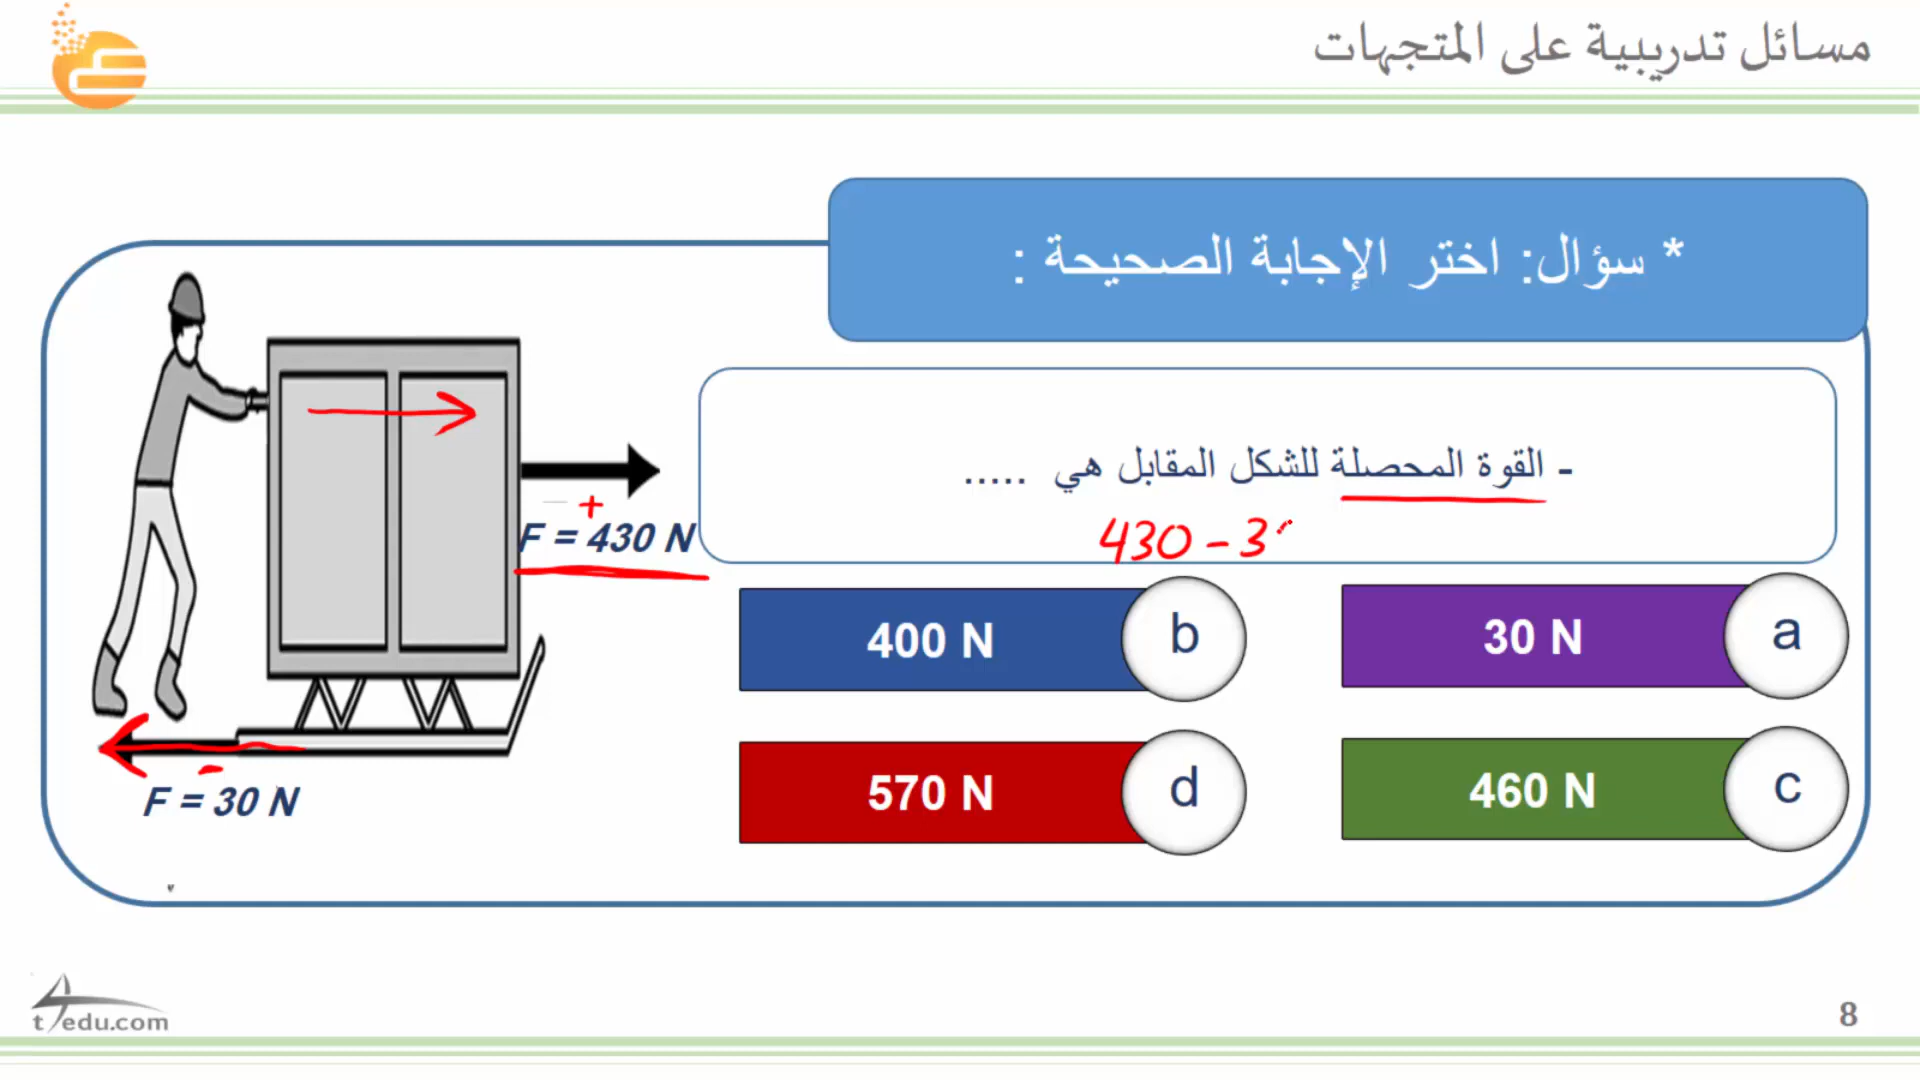 مسائل تدريبية على المتجهات
* سؤال: اختر الإجابة الصحيحة :
- القوة المحصلة للشكل المقابل هي .....
430 - 3
+
F = 430 N
-
F = 30 N
30 N a
400 N b
460 N c
570 N d
edu.com
8